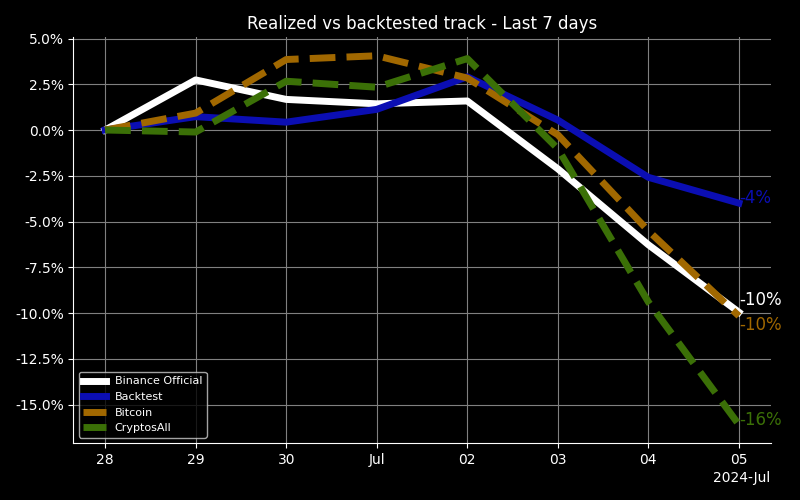 Realized vs backtested track - Last 7 days
5.0%
2.5%
0.0%
-2.5%
-5.0%
-7.5%
-10.0%
-12.5%
-15.0%
-4%
-10%
-10%
-16%
Binance Official
Backtest
Bitcoin
CryptosAll
28 29 30 Jul 02 03 04 05
2024-Jul